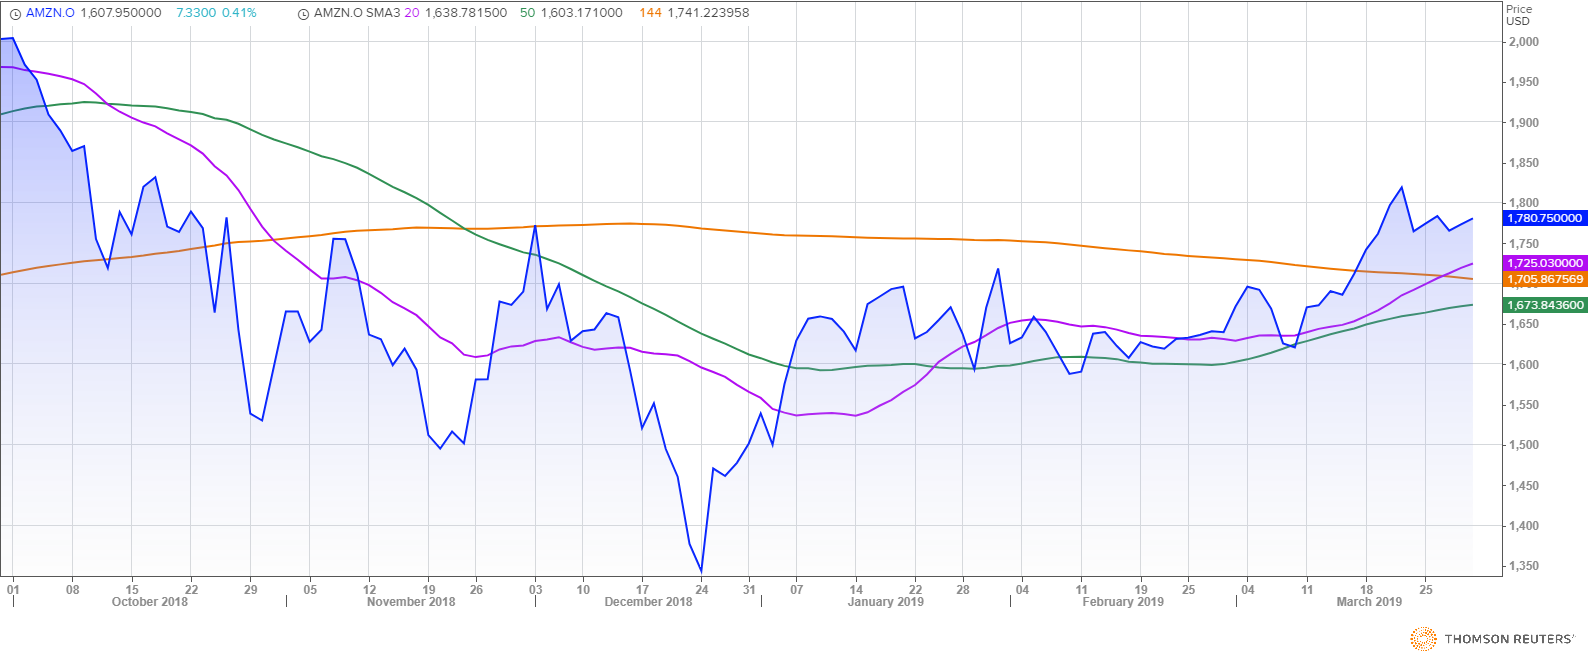 AMZN.O 1,607.950000 7.3300 0.41% AMZN.O SMA3 20 1,638.781500 50 1,603.171000 144 1,741.223958
Price
USD
2,000
1,950
1,900
1,850
1,800
1,780.750000
1,750
1,725.030000
1,705.867569
1,673.843600
1,650
1,600
1,550
1,500
1,450
1,400
1,350
01 08 15 22 29 05 12 19 26 03 10 17 24 31 07 14 22 28 04 11 19 25 04 11 18 25
October 2018 November 2018 December 2018 January 2019 February 2019 March 2019
THOMSON REUTERS